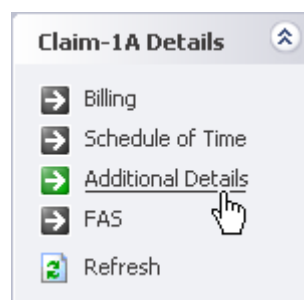 Claim-1A Details
Billing
Schedule of Time
Additional Details
FAS
Refresh